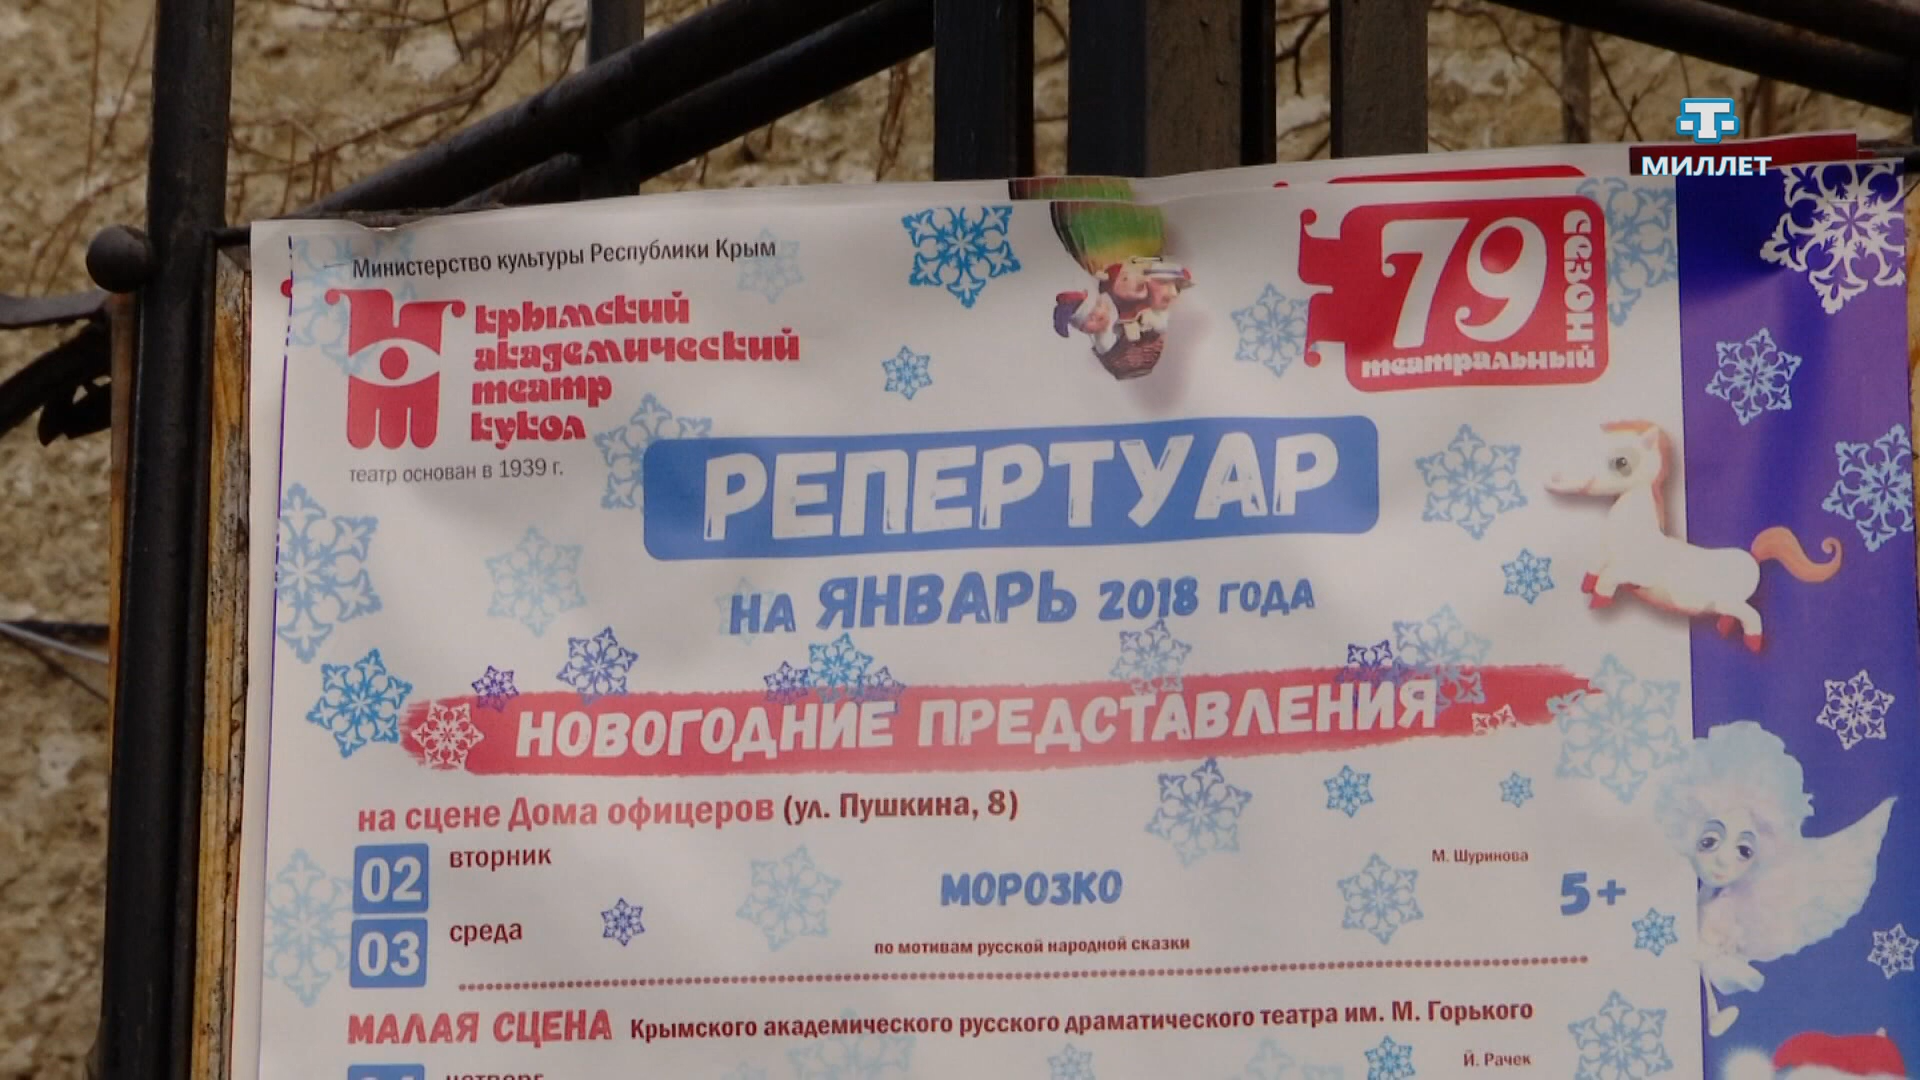 МИЛЛЕТ
Министерство культуры Республики Крым
крымский
академический
театр
кукол
театр основан в 1939 г.
79
сезон
театральный
РЕПЕРТУАР
НА ЯНВАРЬ 2018 ГОДА
НОВОГОДНИЕ ПРЕДСТАВЛЕНИЯ
на сцене Дома офицеров (ул. Пушкина, 8)
02 вторник
М. Шуринова
МОРОЗКО
5+
03 среда
по мотивам русской народной сказки
МАЛАЯ СЦЕНА Крымского академического русского драматического театра им. М. Горького
Й. Рачек